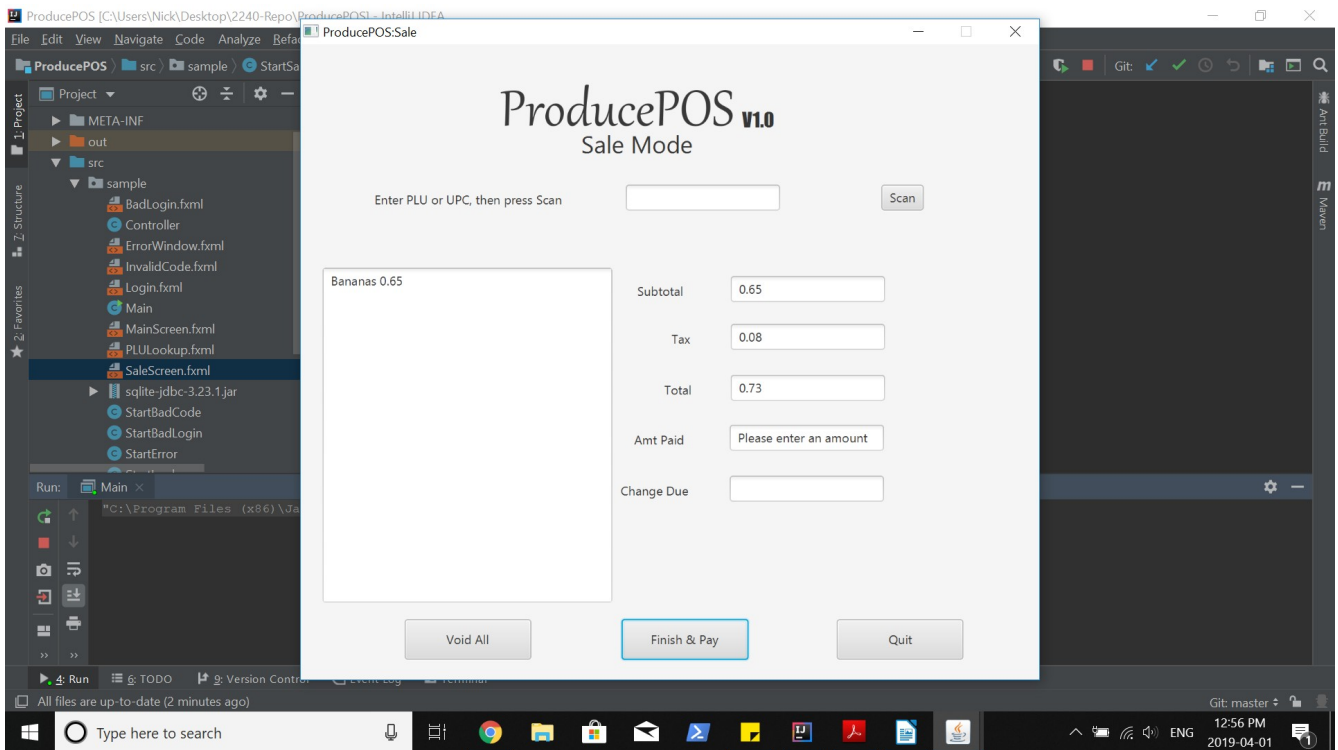 ProducePOS [C:\Users\Nick\Desktop\2240-Repo\ProducePOS] - IntelliJ IDEA
File Edit View Navigate Code Analyze
ProducePOS src sample
Git:
Project
META-INF
out
src
sample
BadLogin.fxml
Controller
ErrorWindow.fxml
InvalidCode.fxml
Login.fxml
Main
MainScreen.fxml
PLULookup.fxml
SaleScreen.fxml
sqlite-jdbc-3.23.1.jar
StartBadCode
StartBadLogin
StartError
1: Project
7: Structure
2: Favorites
ProducePOS:Sale
ProducePOS V1.0
Sale Mode
Enter PLU or UPC, then press Scan
Scan
Bananas 0.65
Subtotal 0.65
Tax 0.08
Total 0.73
Amt Paid Please enter an amount
Change Due
Void All
Finish & Pay
Quit
Ant Build
m Maven
Run: Main
"C:\Program Files (x86)\Ja
4: Run 6: TODO 9: Version Control
All files are up-to-date (2 minutes ago)
Git: master
Type here to search
ENG
12:56 PM
2019-04-01
1